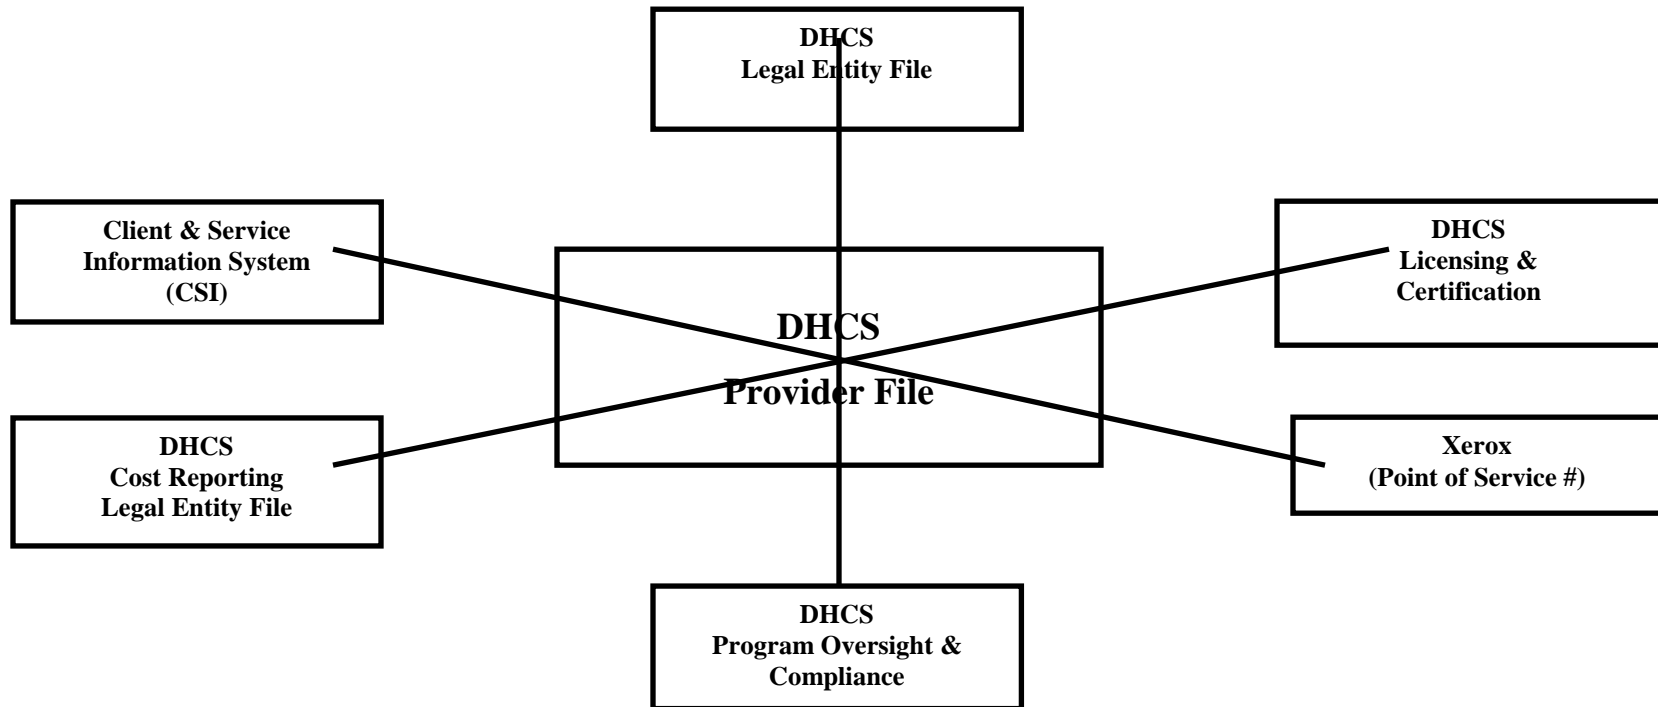 DHCS
Legal Entity File
Client & Service
Information System
(CSI)
DHCS
Licensing &
Certification
DHCS
Provider File
DHCS
Cost Reporting
Legal Entity File
Xerox
(Point of Service #)
DHCS
Program Oversight &
Compliance